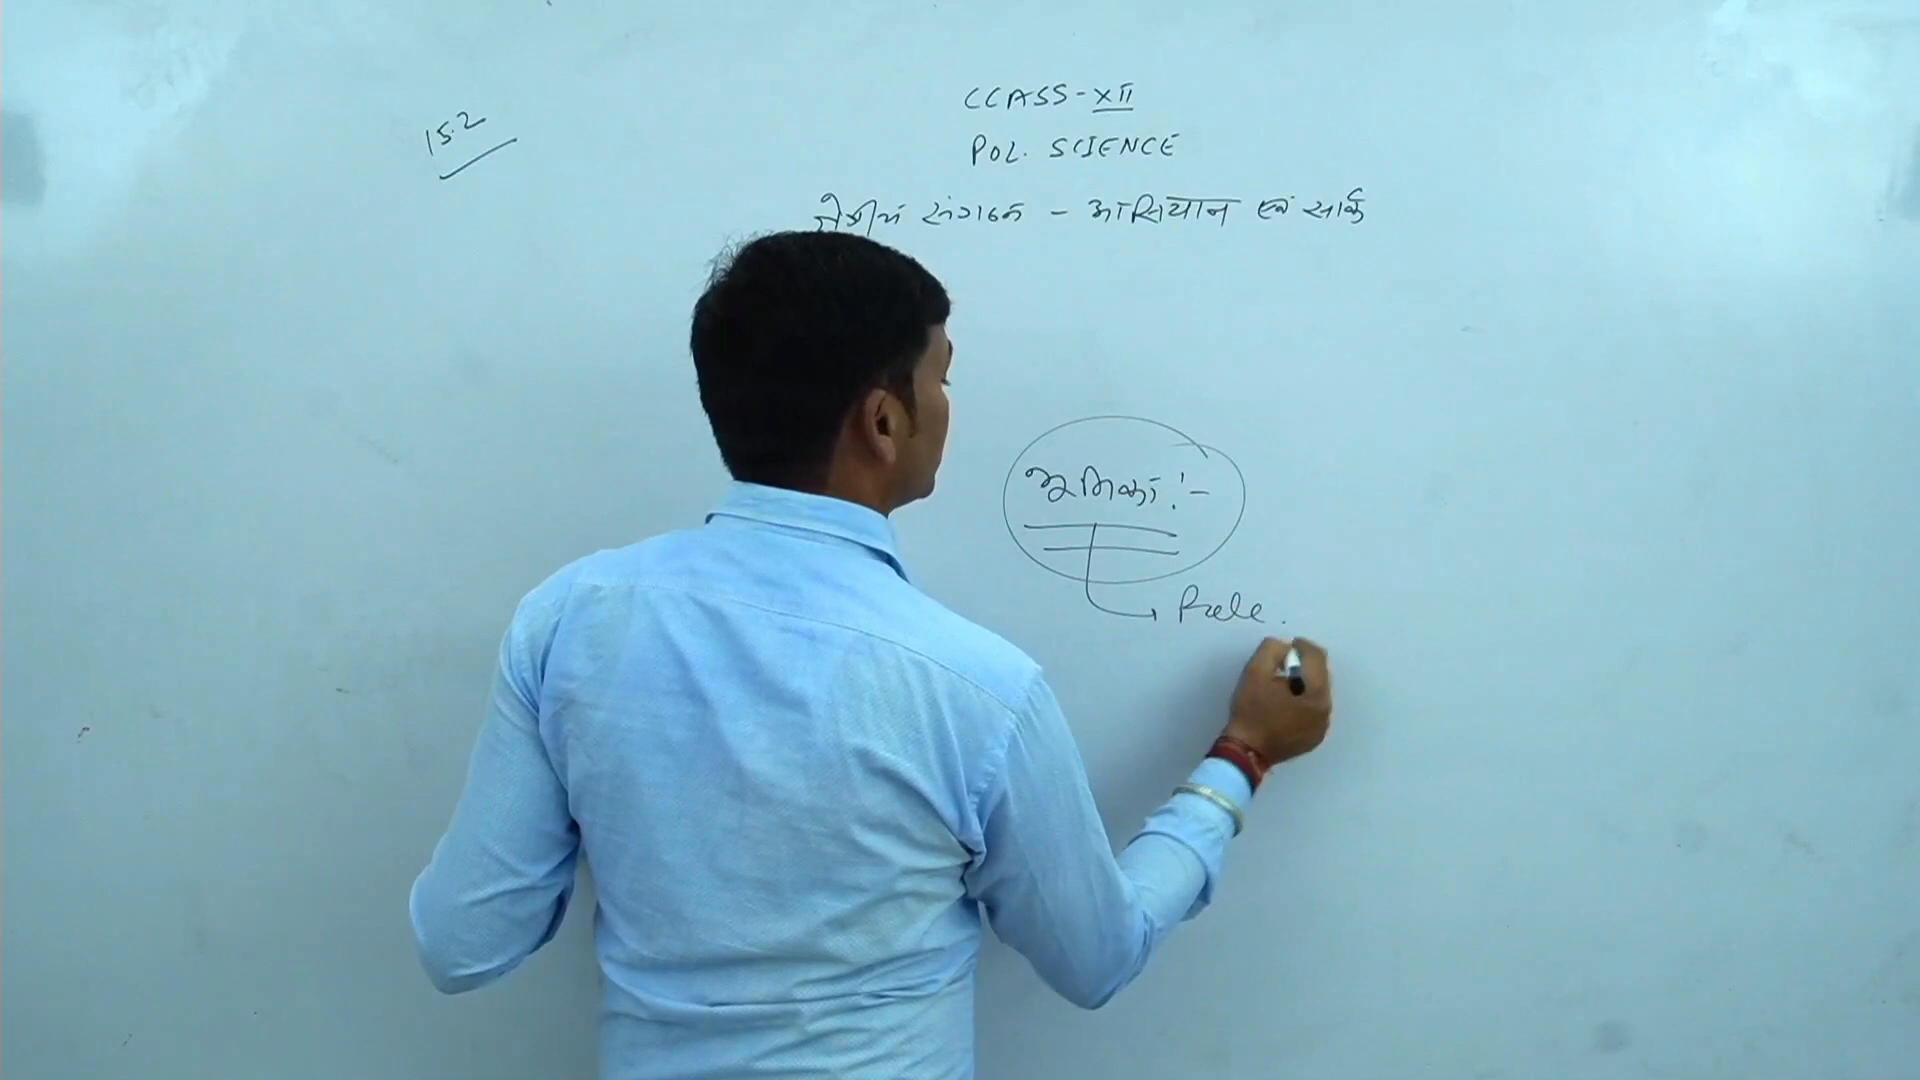 15.2
CLASS-XII
POL. SCIENCE
क्षेत्रीय संगठन - आसियान एवं सार्क
भूमिका :-
Role.